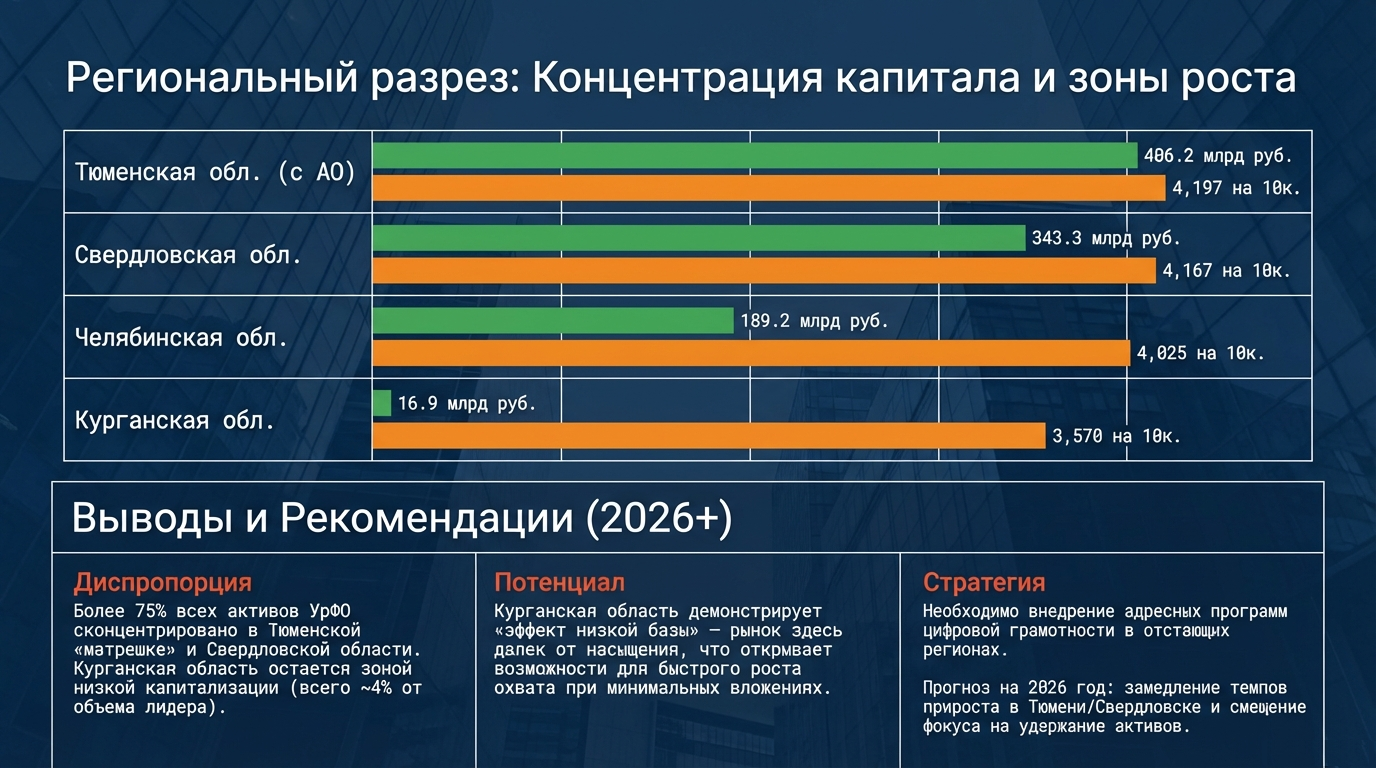 Региональный разрез: Концентрация капитала и зоны роста
Тюменская обл. (с АО)
406.2 млрд руб.
4,197 на 10к.
Свердловская обл.
343.3 млрд руб.
4,167 на 10к.
Челябинская обл.
189.2 млрд руб.
4,025 на 10к.
Курганская обл.
16.9 млрд руб.
3,570 на 10к.
Выводы и Рекомендации (2026+)
Диспропорция
Более 75% всех активов УрФО
сконцентрировано в Тюменской
«матрешке» и Свердловской области.
Курганская область остается зоной
низкой капитализации (всего ~4% от
объема лидера).
Потенциал
Курганская область демонстрирует
«эффект низкой базы» — рынок здесь
далек от насыщения, что открывает
возможности для быстрого роста
охвата при минимальных вложениях.
Стратегия
Необходимо внедрение адресных программ
цифровой грамотности в отстающих
регионах.
Прогноз на 2026 год: замедление темпов
прироста в Тюмени/Свердловске и смещение
фокуса на удержание активов.